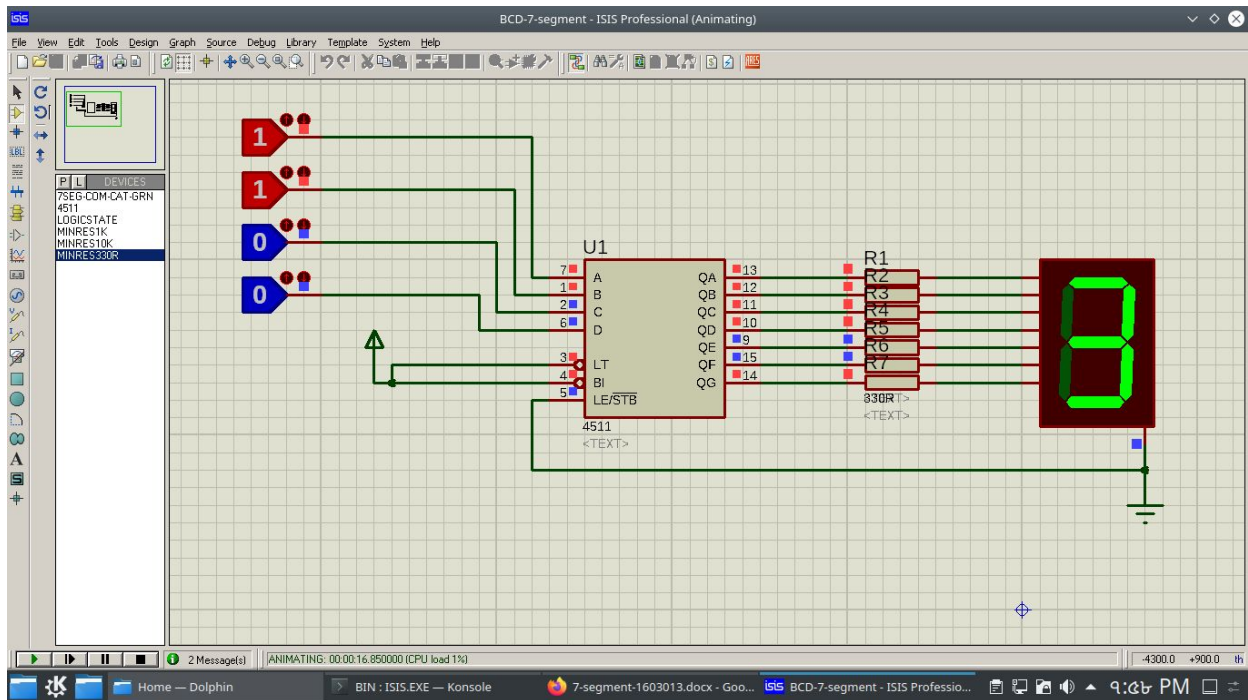 isis
BCD-7-segment - ISIS Professional (Animating)
File View Edit Tools Design Graph Source Debug Library Template System Help
P L DEVICES
7SEG-COM-CAT-GRN
4511
LOGICSTATE
MINRES1K
MINRES10K
MINRES330R
1
1
0
0
U1
7 A QA 13
1 B QB 12
2 C QC 11
6 D QD 10
QE 9
3 LT QF 15
4 BI QG 14
5 LE/STB
4511
<TEXT>
R1
R2
R3
R4
R5
R6
R7
330R
<TEXT>
2 Message(s) ANIMATING: 00:00:16.850000 (CPU load 1%) -4300.0 +900.0 th
Home — Dolphin BIN : ISIS.EXE — Konsole 7-segment-1603013.docx - Goo... isis BCD-7-segment - ISIS Professio... ৭:৫৮ PM